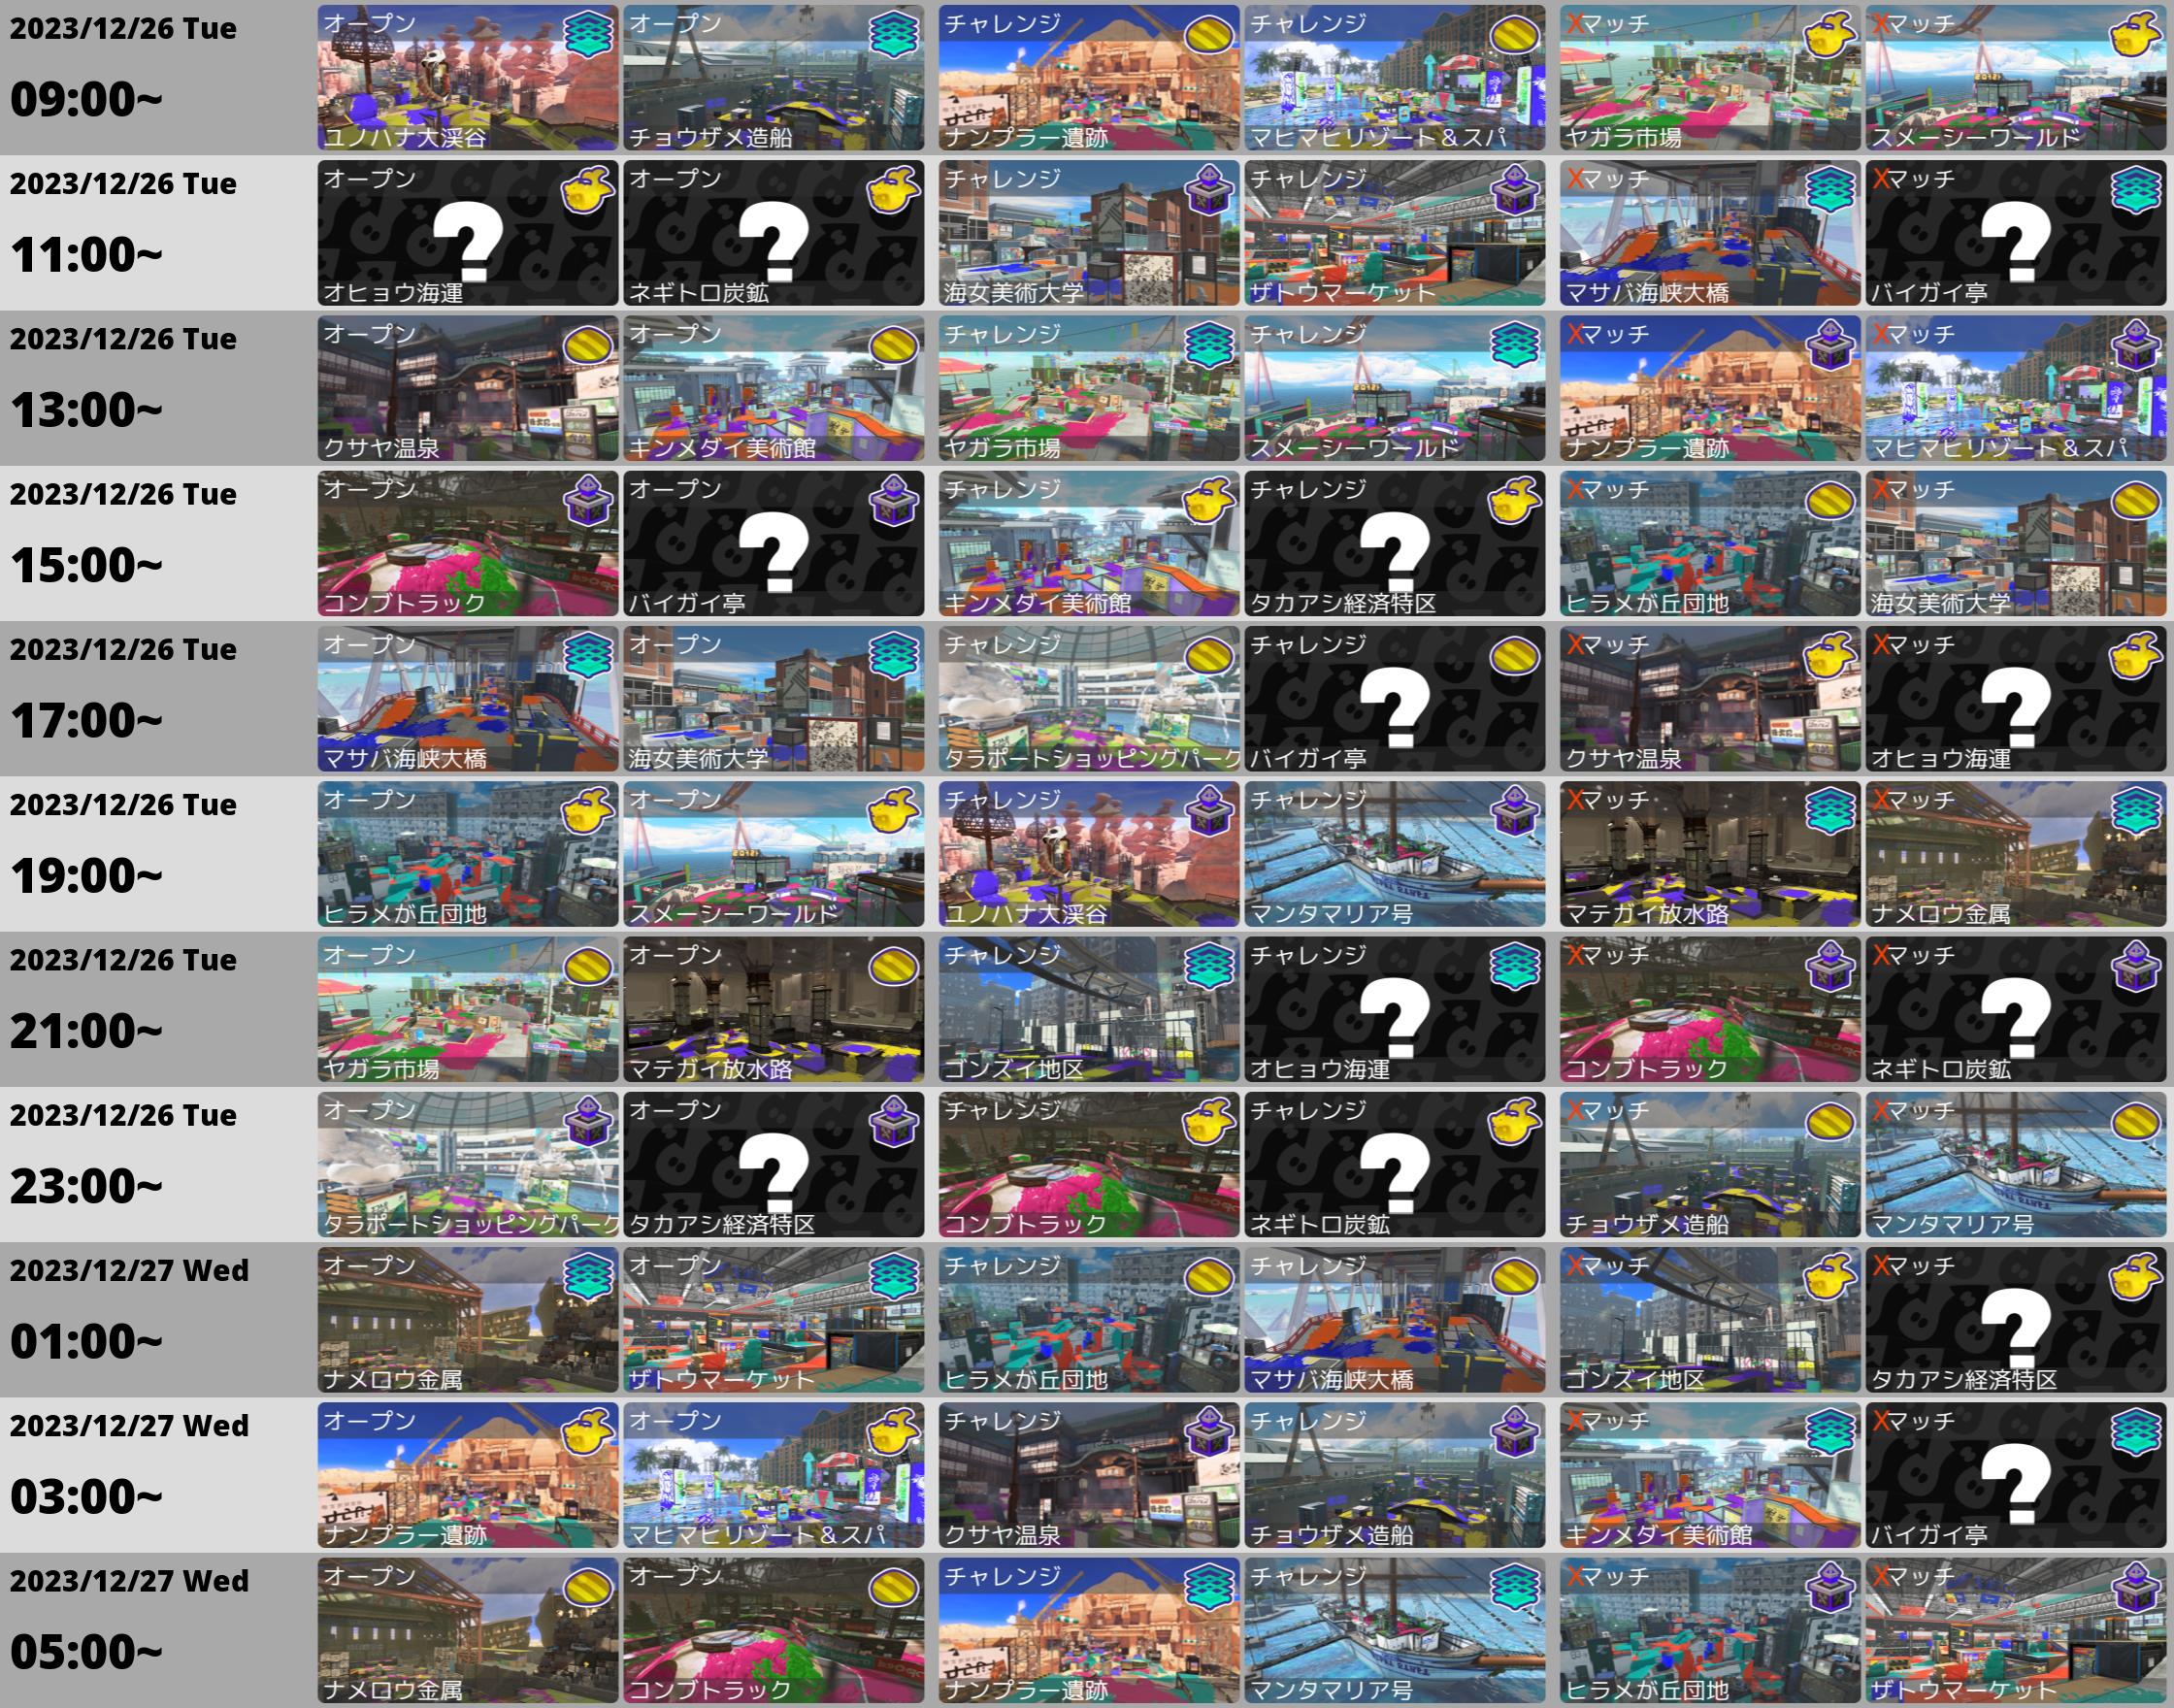 2023/12/26 Tue
09:00~
オープン オープン チャレンジ チャレンジ Xマッチ Xマッチ
ユノハナ大渓谷 チョウザメ造船 ナンプラー遺跡 マヒマヒリゾート＆スパ ヤガラ市場 スメーシーワールド
2023/12/26 Tue
11:00~
オープン オープン チャレンジ チャレンジ Xマッチ Xマッチ
? ? ?
オヒョウ海運 ネギトロ炭鉱 海女美術大学 ザトウマーケット マサバ海峡大橋 バイガイ亭
2023/12/26 Tue
13:00~
オープン オープン チャレンジ チャレンジ Xマッチ Xマッチ
クサヤ温泉 キンメダイ美術館 ヤガラ市場 スメーシーワールド ナンプラー遺跡 マヒマヒリゾート＆スパ
2023/12/26 Tue
15:00~
オープン オープン チャレンジ チャレンジ Xマッチ Xマッチ
? ?
コンブトラック バイガイ亭 キンメダイ美術館 タカアシ経済特区 ヒラメが丘団地 海女美術大学
2023/12/26 Tue
17:00~
オープン オープン チャレンジ チャレンジ Xマッチ Xマッチ
? ?
マサバ海峡大橋 海女美術大学 タラポートショッピングパーク バイガイ亭 クサヤ温泉 オヒョウ海運
2023/12/26 Tue
19:00~
オープン オープン チャレンジ チャレンジ Xマッチ Xマッチ
ヒラメが丘団地 スメーシーワールド ユノハナ大渓谷 マンタマリア号 マテガイ放水路 ナメロウ金属
2023/12/26 Tue
21:00~
オープン オープン チャレンジ チャレンジ Xマッチ Xマッチ
? ?
ヤガラ市場 マテガイ放水路 ゴンズイ地区 オヒョウ海運 コンブトラック ネギトロ炭鉱
2023/12/26 Tue
23:00~
オープン オープン チャレンジ チャレンジ Xマッチ Xマッチ
? ?
タラポートショッピングパーク タカアシ経済特区 コンブトラック ネギトロ炭鉱 チョウザメ造船 マンタマリア号
2023/12/27 Wed
01:00~
オープン オープン チャレンジ チャレンジ Xマッチ Xマッチ
?
ナメロウ金属 ザトウマーケット ヒラメが丘団地 マサバ海峡大橋 ゴンズイ地区 タカアシ経済特区
2023/12/27 Wed
03:00~
オープン オープン チャレンジ チャレンジ Xマッチ Xマッチ
?
ナンプラー遺跡 マヒマヒリゾート＆スパ クサヤ温泉 チョウザメ造船 キンメダイ美術館 バイガイ亭
2023/12/27 Wed
05:00~
オープン オープン チャレンジ チャレンジ Xマッチ Xマッチ
ナメロウ金属 コンブトラック ナンプラー遺跡 マンタマリア号 ヒラメが丘団地 ザトウマーケット